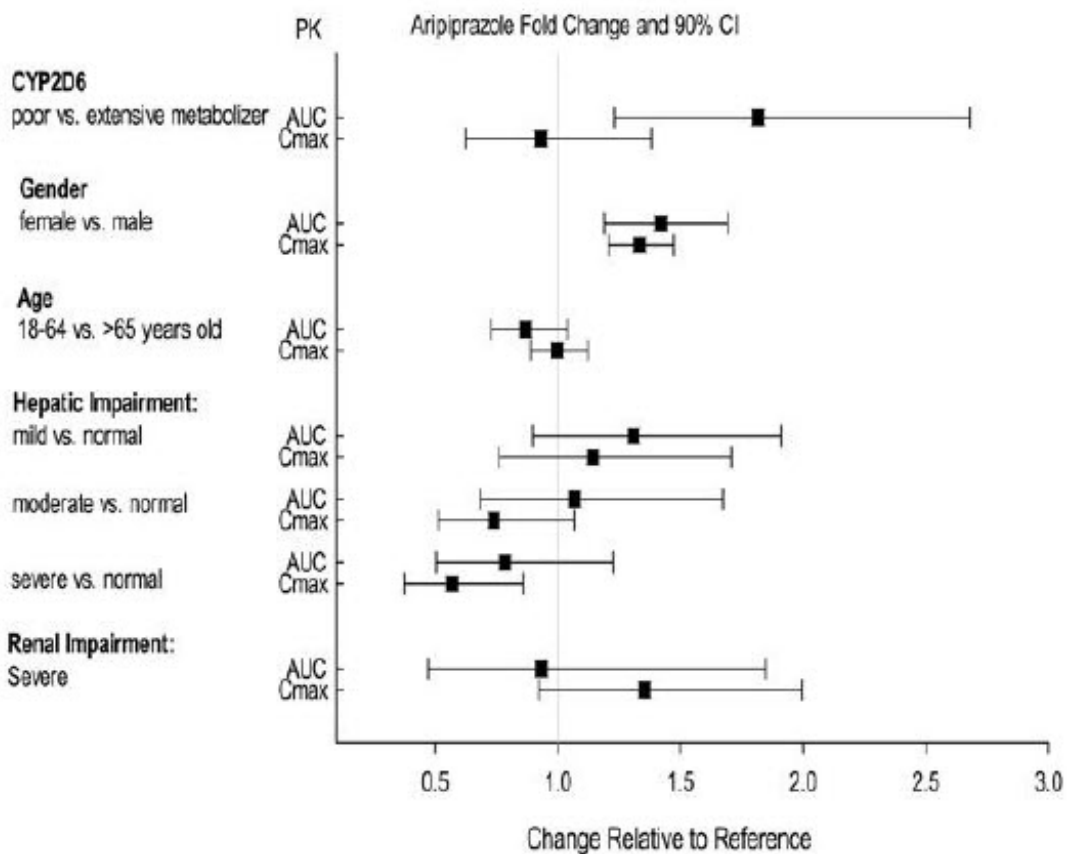 PK Aripiprazole Fold Change and 90% CI
CYP2D6
poor vs. extensive metabolizer
AUC
Cmax
Gender
female vs. male
AUC
Cmax
Age
18-64 vs. >65 years old
AUC
Cmax
Hepatic Impairment:
mild vs. normal
AUC
Cmax
moderate vs. normal
AUC
Cmax
severe vs. normal
AUC
Cmax
Renal Impairment:
Severe
AUC
Cmax
0.5 1.0 1.5 2.0 2.5 3.0
Change Relative to Reference